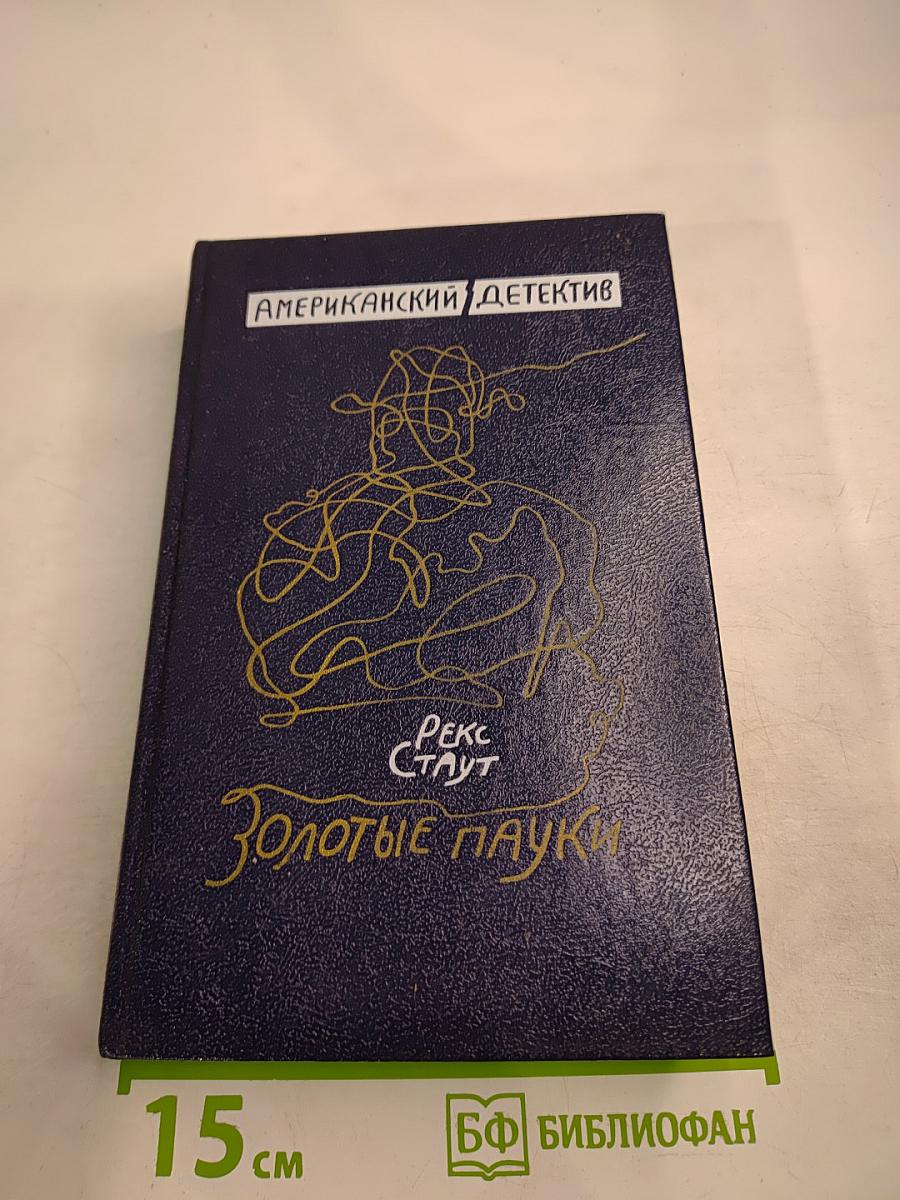 АМЕРИКАНСКИЙ ДЕТЕКТИВ
РЕКС
СТАУТ
ЗОЛОТЫЕ ПАУКИ
15 см
БФ БИБЛИОФАН